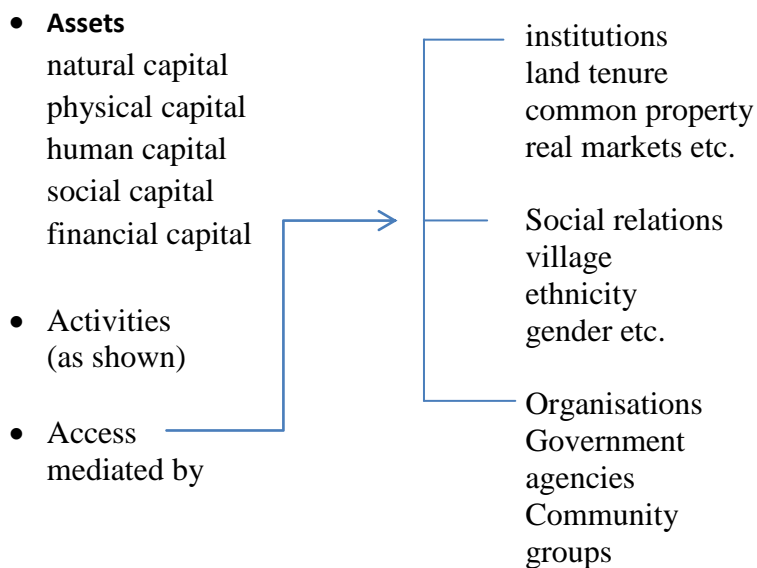 • Assets
natural capital
physical capital
human capital
social capital
financial capital
• Activities
(as shown)
• Access
mediated by
institutions
land tenure
common property
real markets etc.
Social relations
village
ethnicity
gender etc.
Organisations
Government
agencies
Community
groups